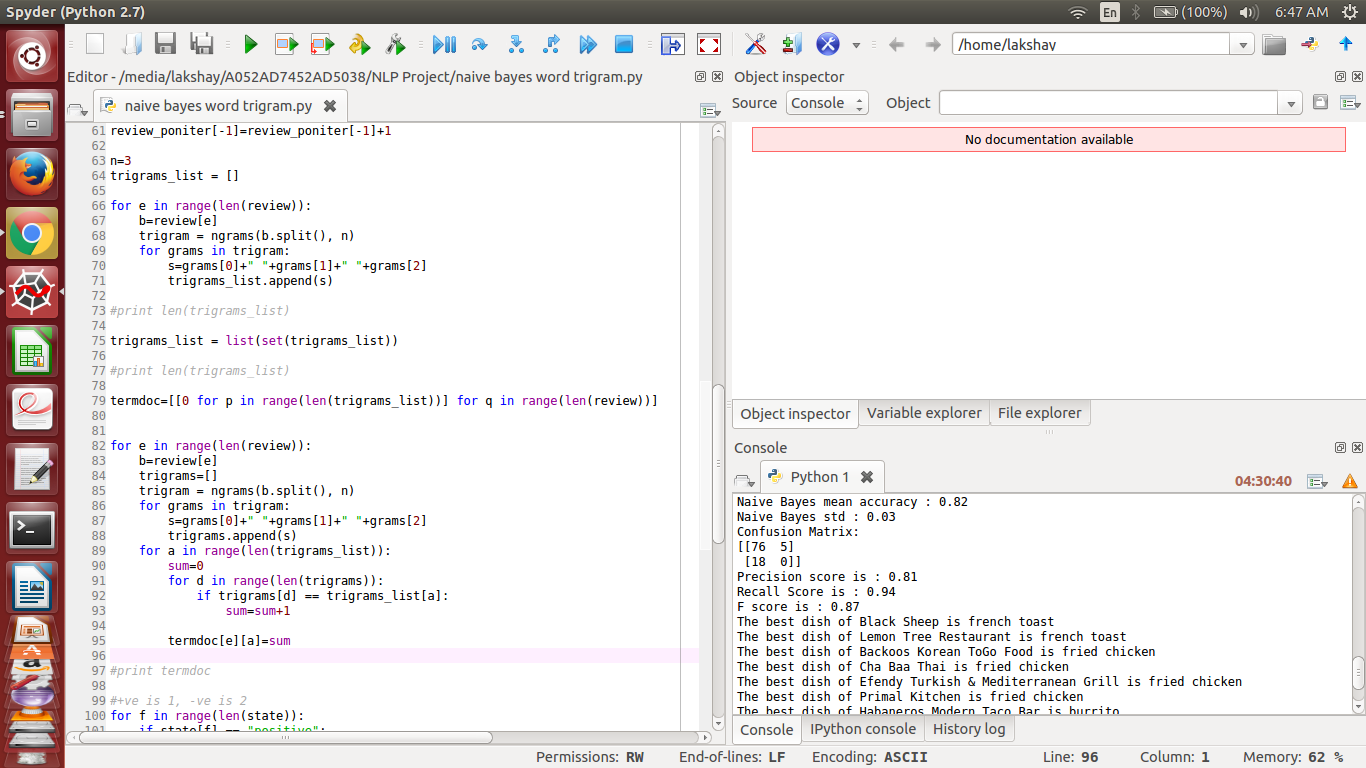 Spyder (Python 2.7)
En
(100%)
6:47 AM
/home/lakshay
Editor - /media/lakshay/A052AD7452AD5038/NLP Project/naive bayes word trigram.py
naive bayes word trigram.py
61 review_poniter[-1]=review_poniter[-1]+1
62
63 n=3
64 trigrams_list = []
65
66 for e in range(len(review)):
67     b=review[e]
68     trigram = ngrams(b.split(), n)
69     for grams in trigram:
70         s=grams[0]+" "+grams[1]+" "+grams[2]
71         trigrams_list.append(s)
72
73 #print len(trigrams_list)
74
75 trigrams_list = list(set(trigrams_list))
76
77 #print len(trigrams_list)
78
79 termdoc=[[0 for p in range(len(trigrams_list))] for q in range(len(review))]
80
81
82 for e in range(len(review)):
83     b=review[e]
84     trigrams=[]
85     trigram = ngrams(b.split(), n)
86     for grams in trigram:
87         s=grams[0]+" "+grams[1]+" "+grams[2]
88         trigrams.append(s)
89     for a in range(len(trigrams_list)):
90         sum=0
91         for d in range(len(trigrams)):
92             if trigrams[d] == trigrams_list[a]:
93                 sum=sum+1
94
95         termdoc[e][a]=sum
96
97 #print termdoc
98
99 #+ve is 1, -ve is 2
100 for f in range(len(state)):
101     if state[f] == "positive":
Object inspector
Source Console Object
No documentation available
Object inspector Variable explorer File explorer
Console
Python 1
04:30:40
Naive Bayes mean accuracy : 0.82
Naive Bayes std : 0.03
Confusion Matrix:
[[76  5]
 [18  0]]
Precision score is : 0.81
Recall Score is : 0.94
F score is : 0.87
The best dish of Black Sheep is french toast
The best dish of Lemon Tree Restaurant is french toast
The best dish of Backoos Korean ToGo Food is fried chicken
The best dish of Cha Baa Thai is fried chicken
The best dish of Efendy Turkish & Mediterranean Grill is fried chicken
The best dish of Primal Kitchen is fried chicken
The best dish of Habaneros Modern Taco Bar is burrito
Console IPython console History log
Permissions: RW End-of-lines: LF Encoding: ASCII Line: 96 Column: 1 Memory: 62 %